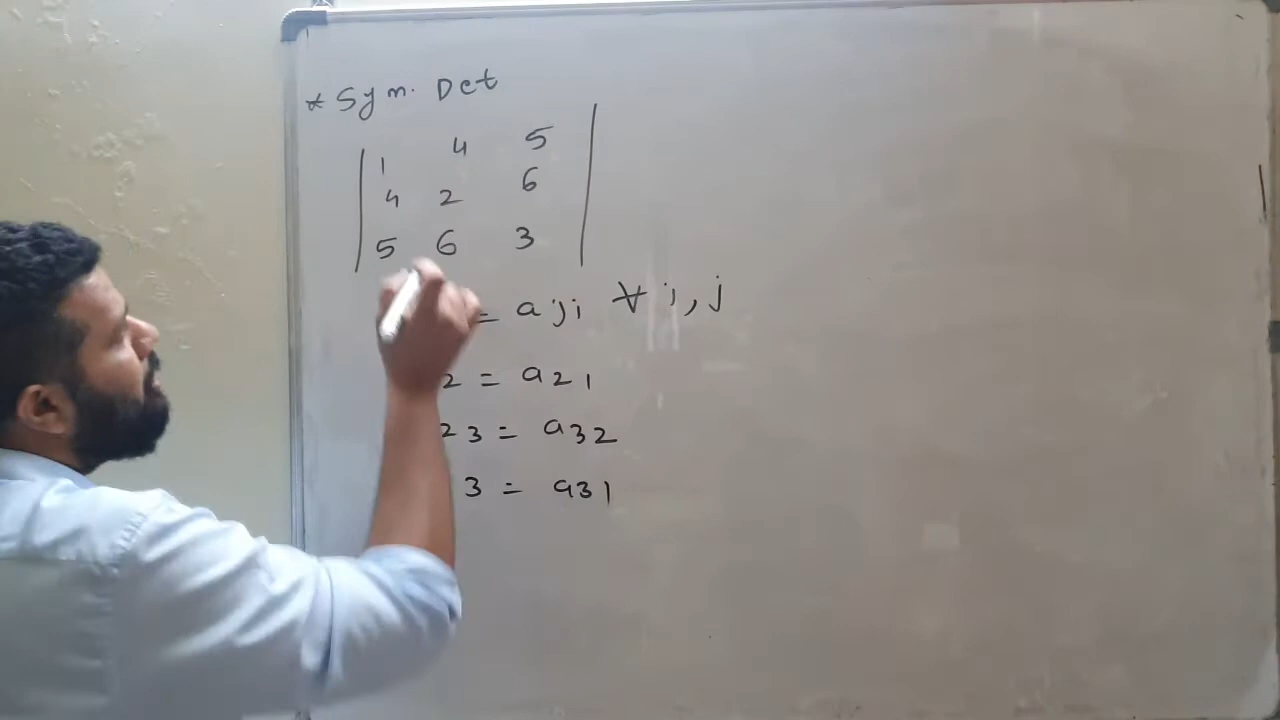 * Sym. Det
1 4 5
4 2 6
5 6 3
= aji ∀ i, j
2 = a21
23 = a32
3 = a31